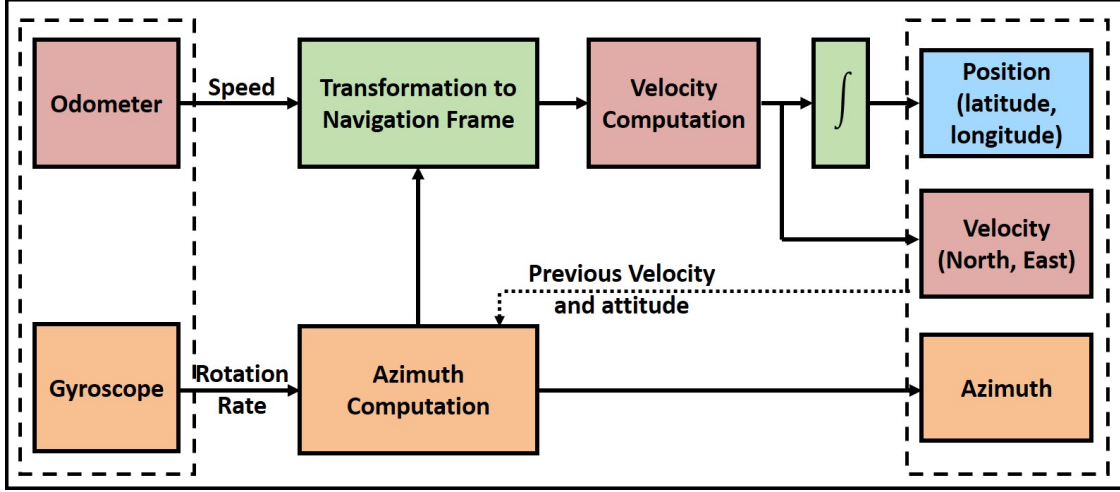 Odometer
Speed
Transformation to
Navigation Frame
Velocity
Computation
∫
Position
(latitude,
longitude)
Velocity
(North, East)
Previous Velocity
and attitude
Gyroscope
Rotation
Rate
Azimuth
Computation
Azimuth